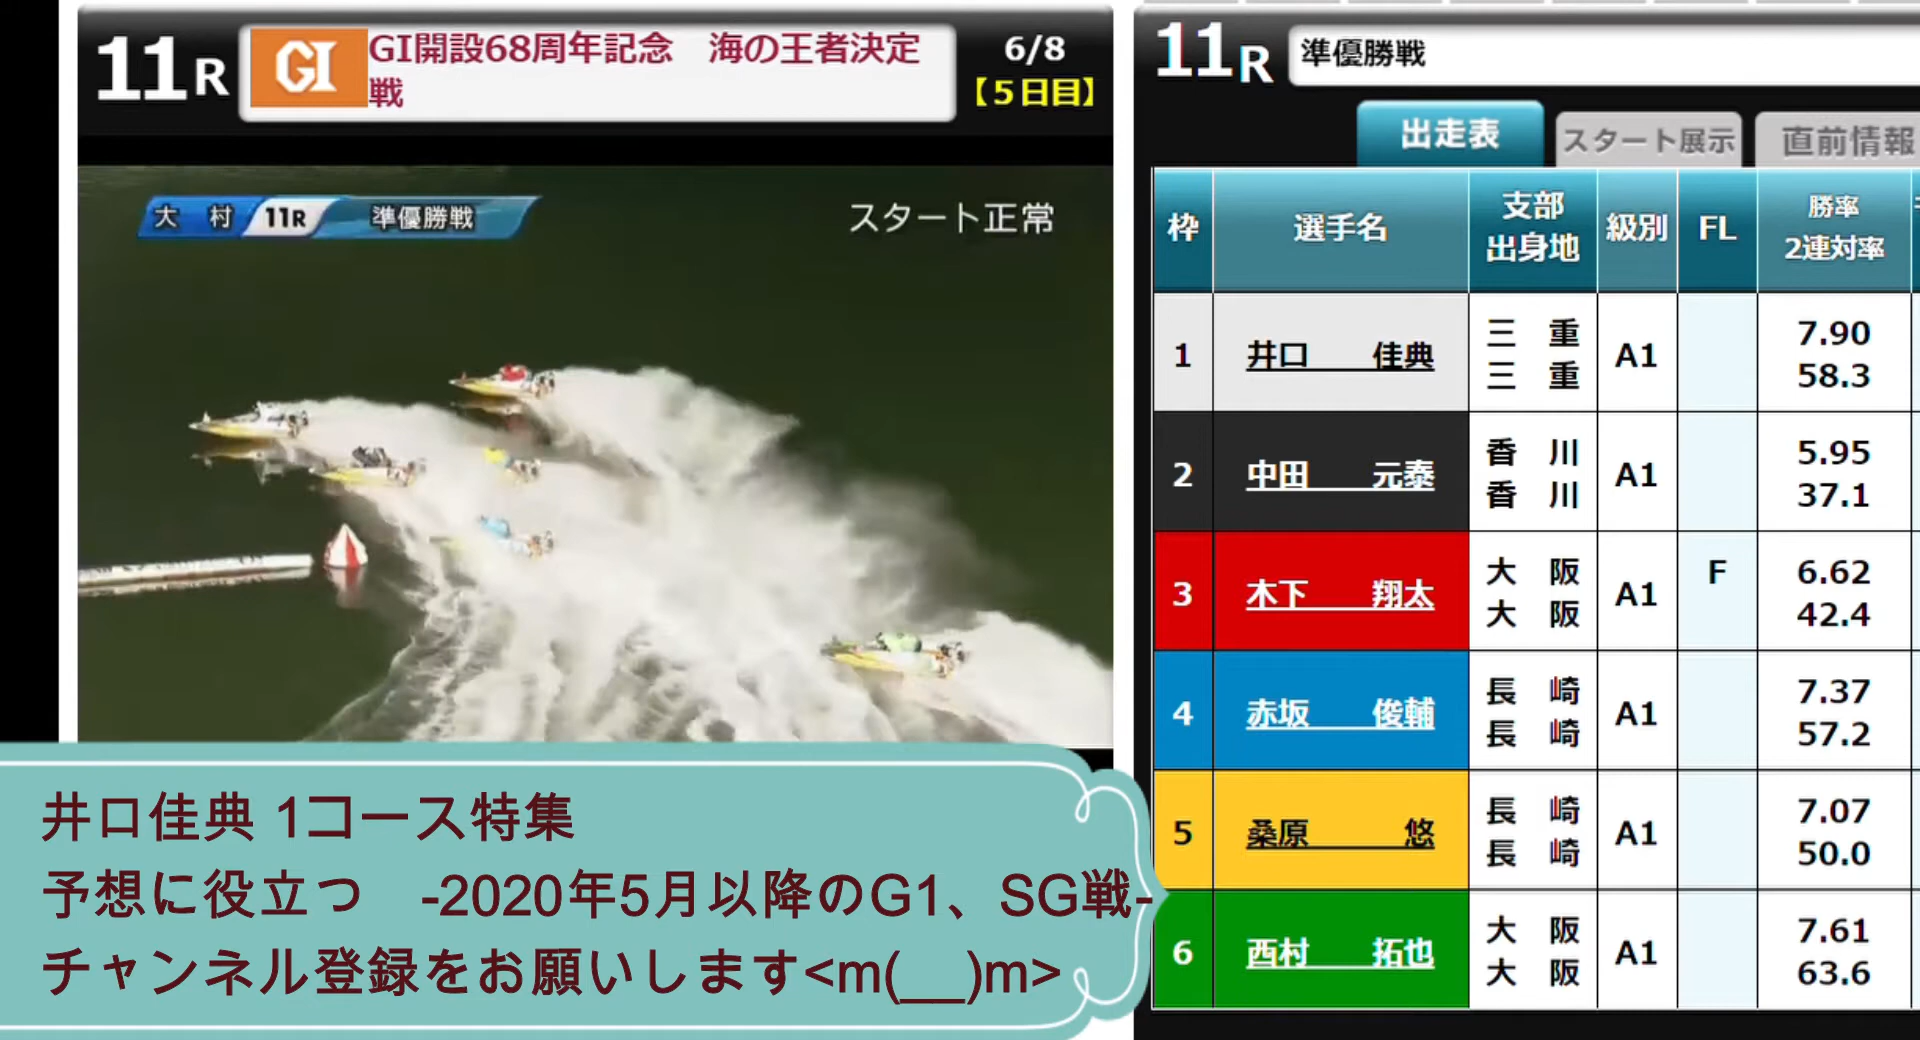 11R
GI
GI開設68周年記念　海の王者決定
戦
6/8
【5日目】
大　村
11R
準優勝戦
スタート正常
井口佳典 1コース特集
予想に役立つ　-2020年5月以降のG1、SG戦-
チャンネル登録をお願いします<m(__)m>
11R
準優勝戦
出走表
スタート展示
直前情報
枠
選手名
支部
出身地
級別
FL
勝率
2連対率
1
井口　　佳典
三　重
三　重
A1
7.90
58.3
2
中田　　元泰
香　川
香　川
A1
5.95
37.1
3
木下　　翔太
大　阪
大　阪
A1
F
6.62
42.4
4
赤坂　　俊輔
長　崎
長　崎
A1
7.37
57.2
5
桑原　　　悠
長　崎
長　崎
A1
7.07
50.0
6
西村　　拓也
大　阪
大　阪
A1
7.61
63.6